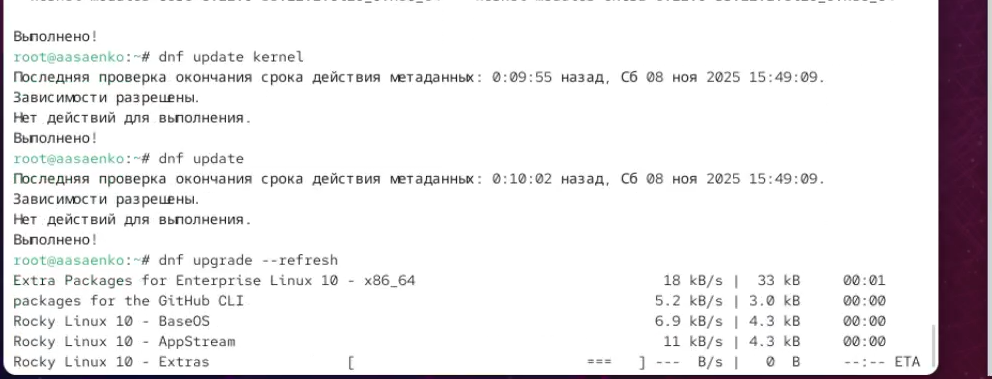 Выполнено!
root@aasaenko:~# dnf update kernel
Последняя проверка окончания срока действия метаданных: 0:09:55 назад, Сб 08 ноя 2025 15:49:09.
Зависимости разрешены.
Нет действий для выполнения.
Выполнено!
root@aasaenko:~# dnf update
Последняя проверка окончания срока действия метаданных: 0:10:02 назад, Сб 08 ноя 2025 15:49:09.
Зависимости разрешены.
Нет действий для выполнения.
Выполнено!
root@aasaenko:~# dnf upgrade --refresh
Extra Packages for Enterprise Linux 10 - x86_64 18 kB/s | 33 kB 00:01
packages for the GitHub CLI 5.2 kB/s | 3.0 kB 00:00
Rocky Linux 10 - BaseOS 6.9 kB/s | 4.3 kB 00:00
Rocky Linux 10 - AppStream 11 kB/s | 4.3 kB 00:00
Rocky Linux 10 - Extras [ === ] --- B/s | 0 B --:-- ETA